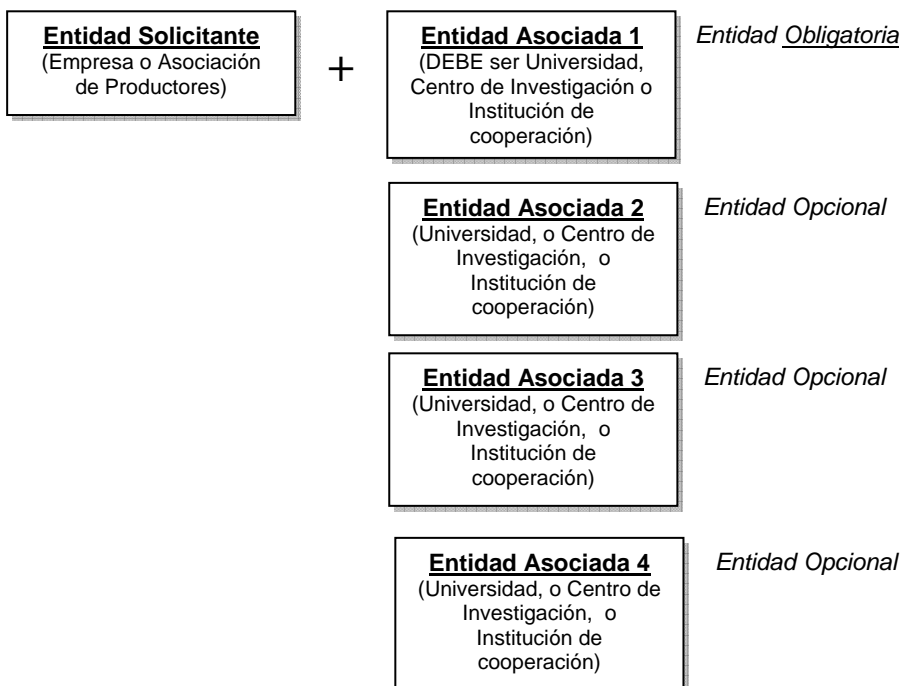 Entidad Solicitante
(Empresa o Asociación
de Productores)
+
Entidad Asociada 1
(DEBE ser Universidad,
Centro de Investigación o
Institución de
cooperación)
Entidad Obligatoria
Entidad Asociada 2
(Universidad, o Centro de
Investigación, o
Institución de
cooperación)
Entidad Opcional
Entidad Asociada 3
(Universidad, o Centro de
Investigación, o
Institución de
cooperación)
Entidad Opcional
Entidad Asociada 4
(Universidad, o Centro de
Investigación, o
Institución de
cooperación)
Entidad Opcional